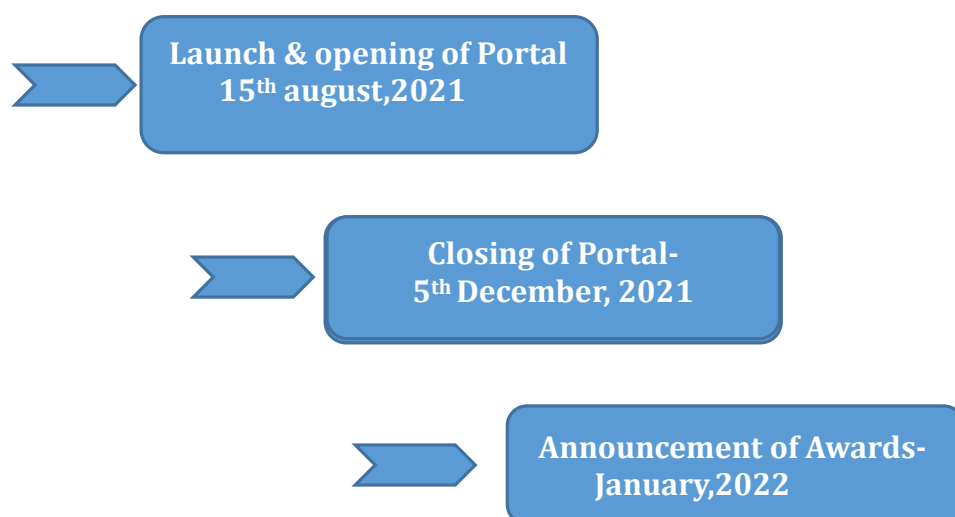 Launch & opening of Portal
15th august,2021
Closing of Portal-
5th December, 2021
Announcement of Awards-
January,2022